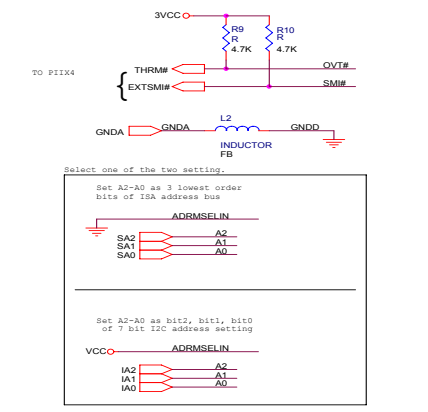 3VCC
R9 R10
R R
4.7K 4.7K
TO PIIX4
THRM# OVT#
EXTSMI# SMI#
L2
GNDA GNDA GNDD
INDUCTOR
FB
Select one of the two setting.
Set A2-A0 as 3 lowest order
bits of ISA address bus
ADRMSELIN
SA2 A2
SA1 A1
SA0 A0
Set A2-A0 as bit2, bit1, bit0
of 7 bit I2C address setting
VCC ADRMSELIN
IA2 A2
IA1 A1
IA0 A0